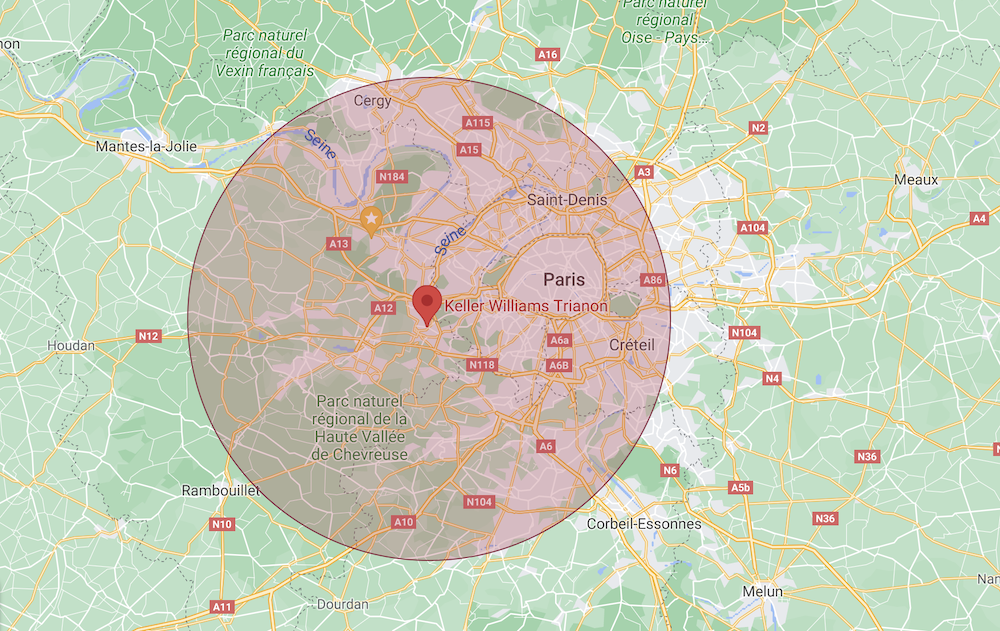 Parc naturel
régional
Oise - Pays...
non
Parc naturel
régional du
Vexin français
A16
Cergy
A115
N2
Mantes-la-Jolie
Seine
A15
A3
N184
Meaux
Saint-Denis
A4
A104
Seine
A13
Paris
A86
Keller Williams Trianon
A12
N12
Houdan
A6a
Créteil
N104
N118
A6B
N4
Parc naturel
régional de la
Haute Vallée
de Chevreuse
A6
N36
N6
Rambouillet
A5b
N104
N10
A10
Corbeil-Essonnes
N36
Nan
Melun
A11
Dourdan